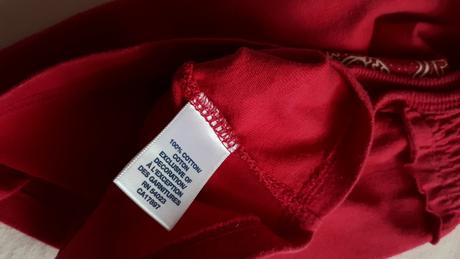 100% COTTON/
COTON
EXCLUSIVE OF
DECORATION/
À L'EXCEPTION
DES GARNITURES
RN 54023
CA17897